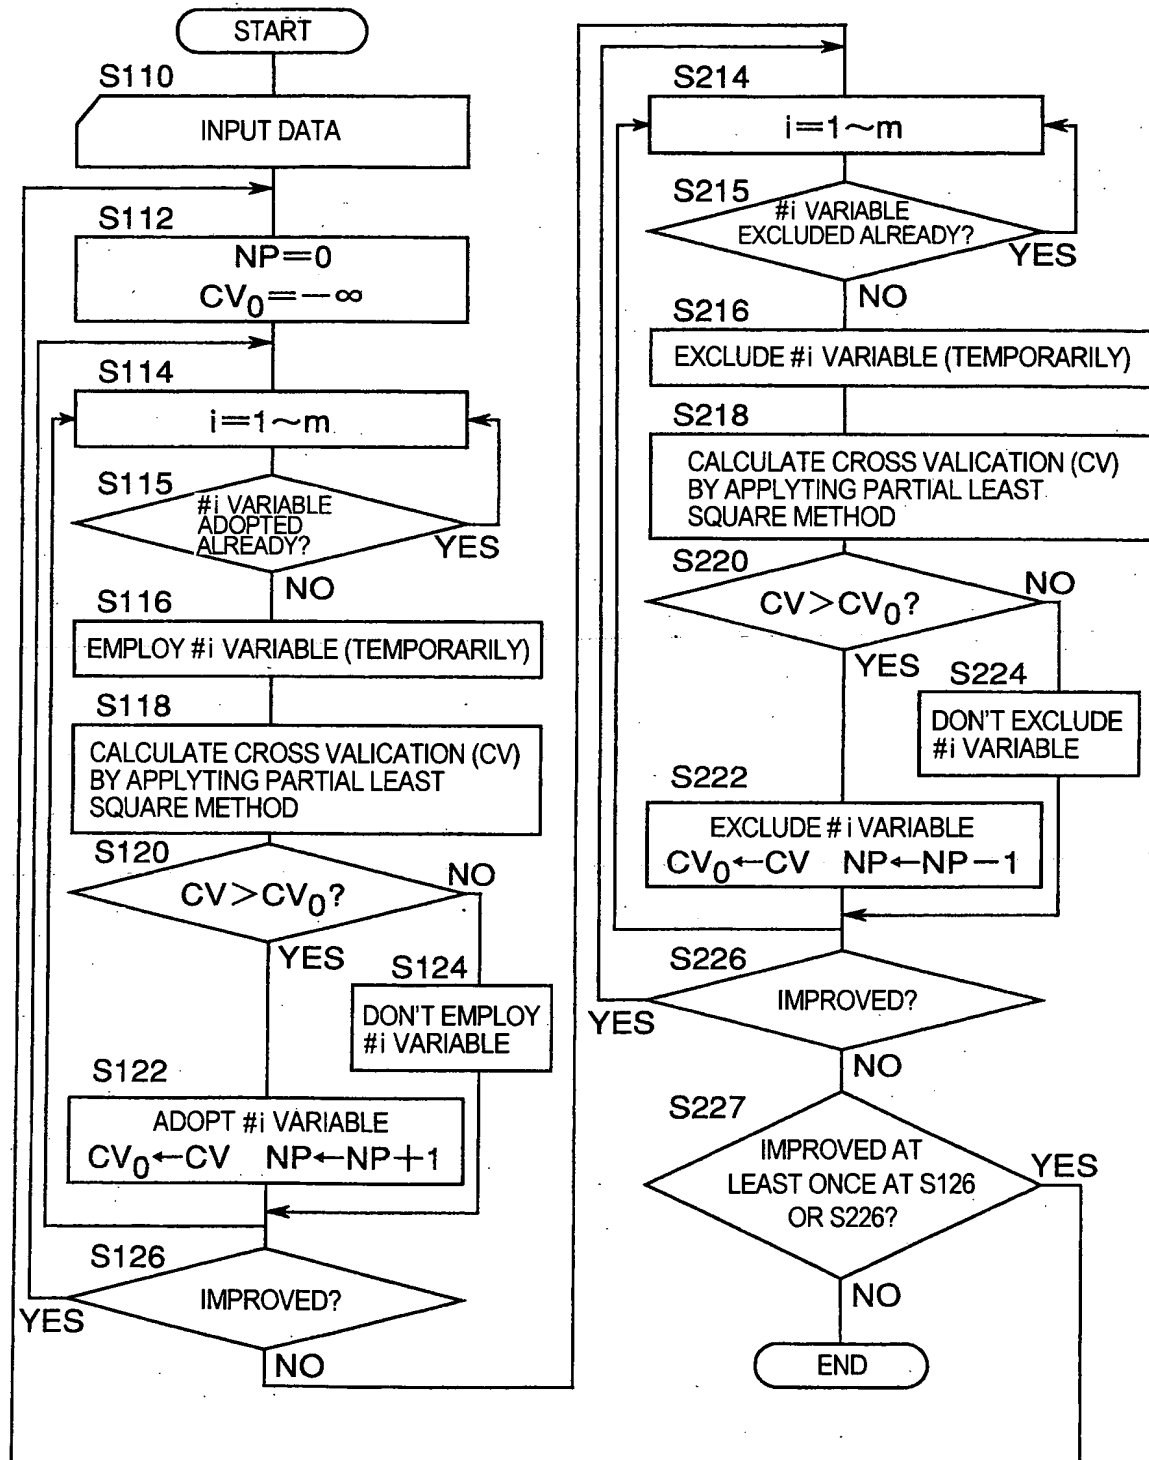 START
S110
INPUT DATA
S112
NP=0
CV0=−∞
S114
i=1~m
S115
#i VARIABLE
ADOPTED
ALREADY?
YES
NO
S116
EMPLOY #i VARIABLE (TEMPORARILY)
S118
CALCULATE CROSS VALICATION (CV)
BY APPLYTING PARTIAL LEAST
SQUARE METHOD
S120
CV>CV0?
NO
YES
S124
DON'T EMPLOY
#i VARIABLE
S122
ADOPT #i VARIABLE
CV0←CV NP←NP+1
S126
IMPROVED?
YES
NO
S214
i=1~m
S215
#i VARIABLE
EXCLUDED ALREADY?
YES
NO
S216
EXCLUDE #i VARIABLE (TEMPORARILY)
S218
CALCULATE CROSS VALICATION (CV)
BY APPLYTING PARTIAL LEAST
SQUARE METHOD
S220
CV>CV0?
NO
YES
S224
DON'T EXCLUDE
#i VARIABLE
S222
EXCLUDE #i VARIABLE
CV0←CV NP←NP−1
S226
IMPROVED?
YES
NO
S227
IMPROVED AT
LEAST ONCE AT S126
OR S226?
YES
NO
END